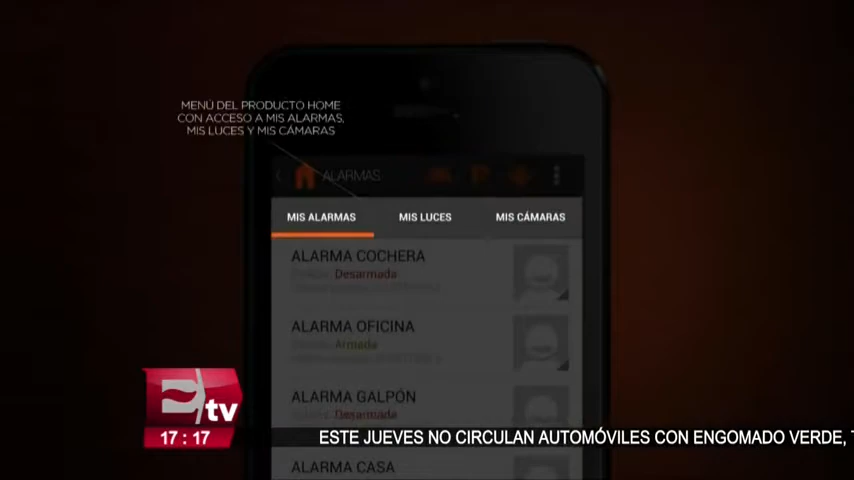 MENÚ DEL PRODUCTO HOME
CON ACCESO A MIS ALARMAS,
MIS LUCES Y MIS CÁMARAS
ALARMAS
MIS ALARMAS MIS LUCES MIS CÁMARAS
ALARMA COCHERA
Desarmada
ALARMA OFICINA
Armada
ALARMA GALPÓN
Desarmada
ALARMA CASA
tv
17:17
ESTE JUEVES NO CIRCULAN AUTOMÓVILES CON ENGOMADO VERDE,